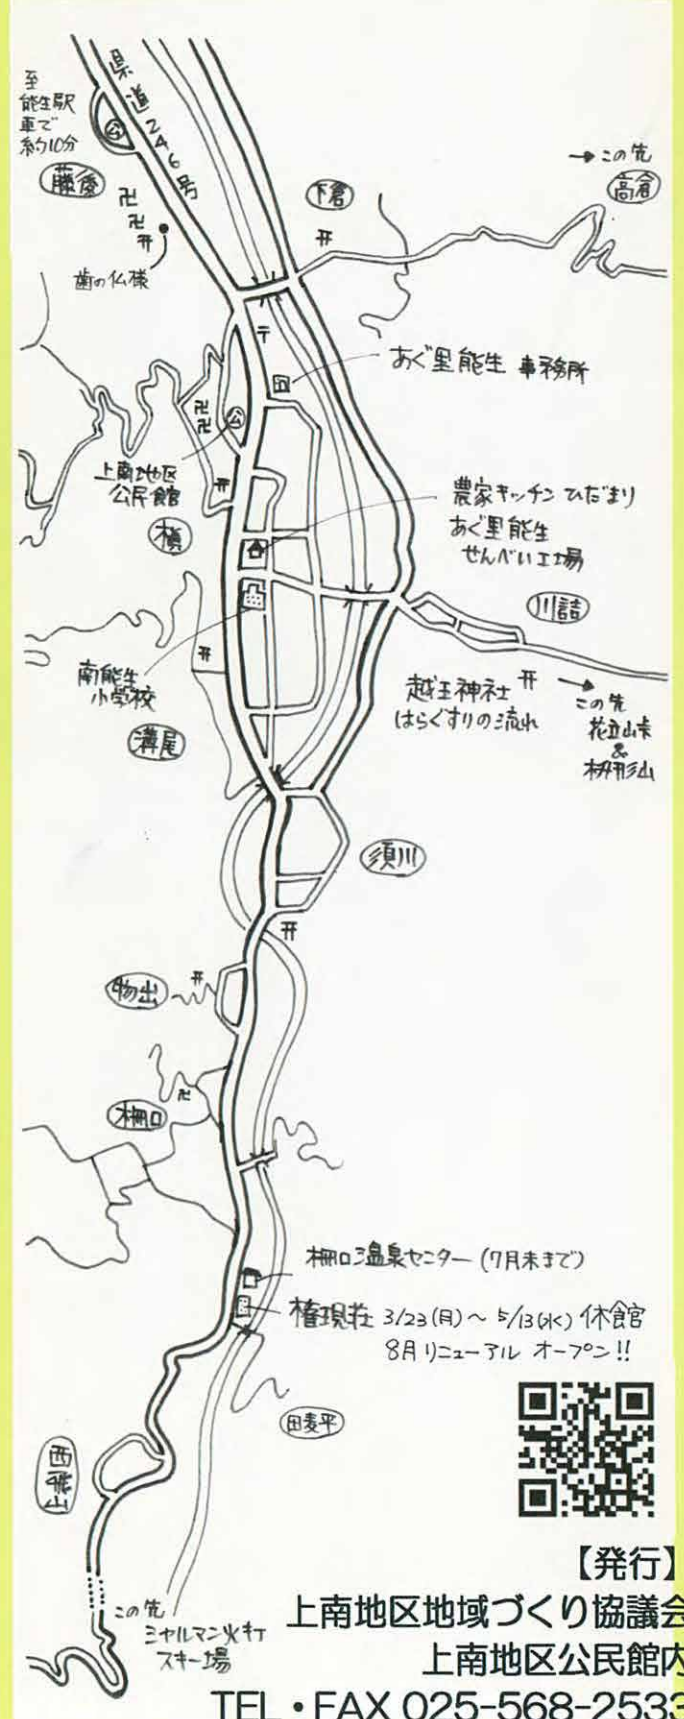 至
能生駅
車で
約10分
県道246号
公
藤後
歯の仏様
下倉
→この先
高倉
〒
あぐ里能生 事務所
公
上南地区
公民館
槇
農家キッチン ひだまり
あぐ里能生
せんべい工場
川詰
南能生
小学校
溝尾
越王神社
はらぐすりの流れ
この先
花立山峠
&
桝形山
須川
物出
柵口
柵口温泉センター (7月末まで)
権現荘 3/23(月)～5/13(水) 休館
8月リニューアル オープン!!
田麦平
西飛山
この先
シャルマン火打
スキー場
【発行】
上南地区地域づくり協議会
上南地区公民館内
TEL・FAX 025-568-2533